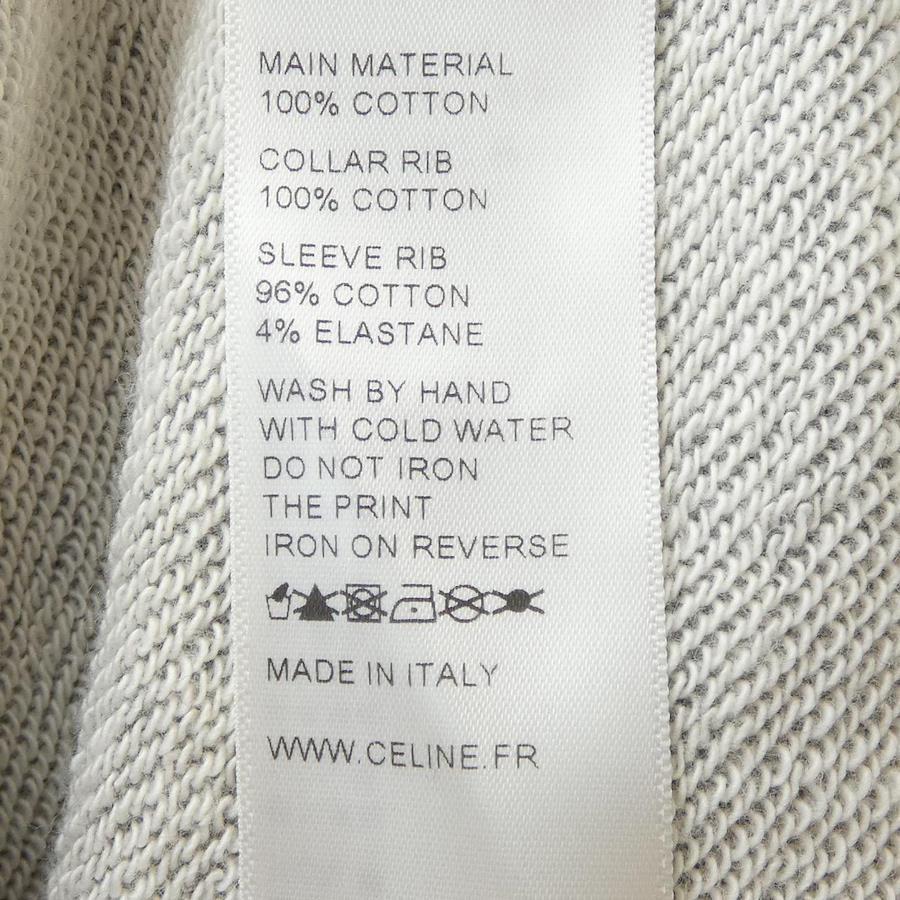 MAIN MATERIAL
100% COTTON
COLLAR RIB
100% COTTON
SLEEVE RIB
96% COTTON
4% ELASTANE
WASH BY HAND
WITH COLD WATER
DO NOT IRON
THE PRINT
IRON ON REVERSE
MADE IN ITALY
WWW.CELINE.FR